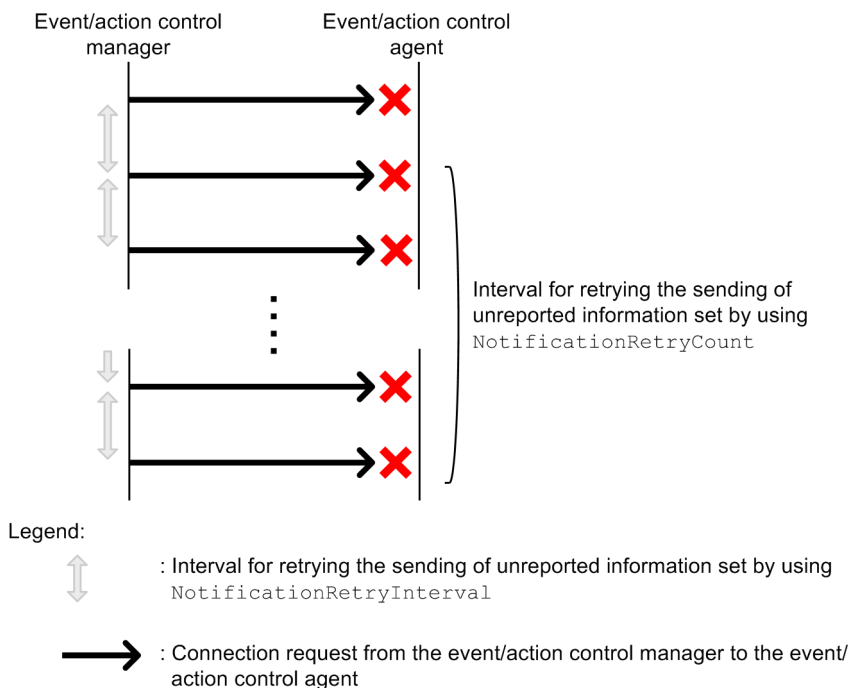 Event/action control
manager
Event/action control
agent
Interval for retrying the sending of
unreported information set by using
NotificationRetryCount
Legend:
: Interval for retrying the sending of unreported information set by using
NotificationRetryInterval
: Connection request from the event/action control manager to the event/
action control agent